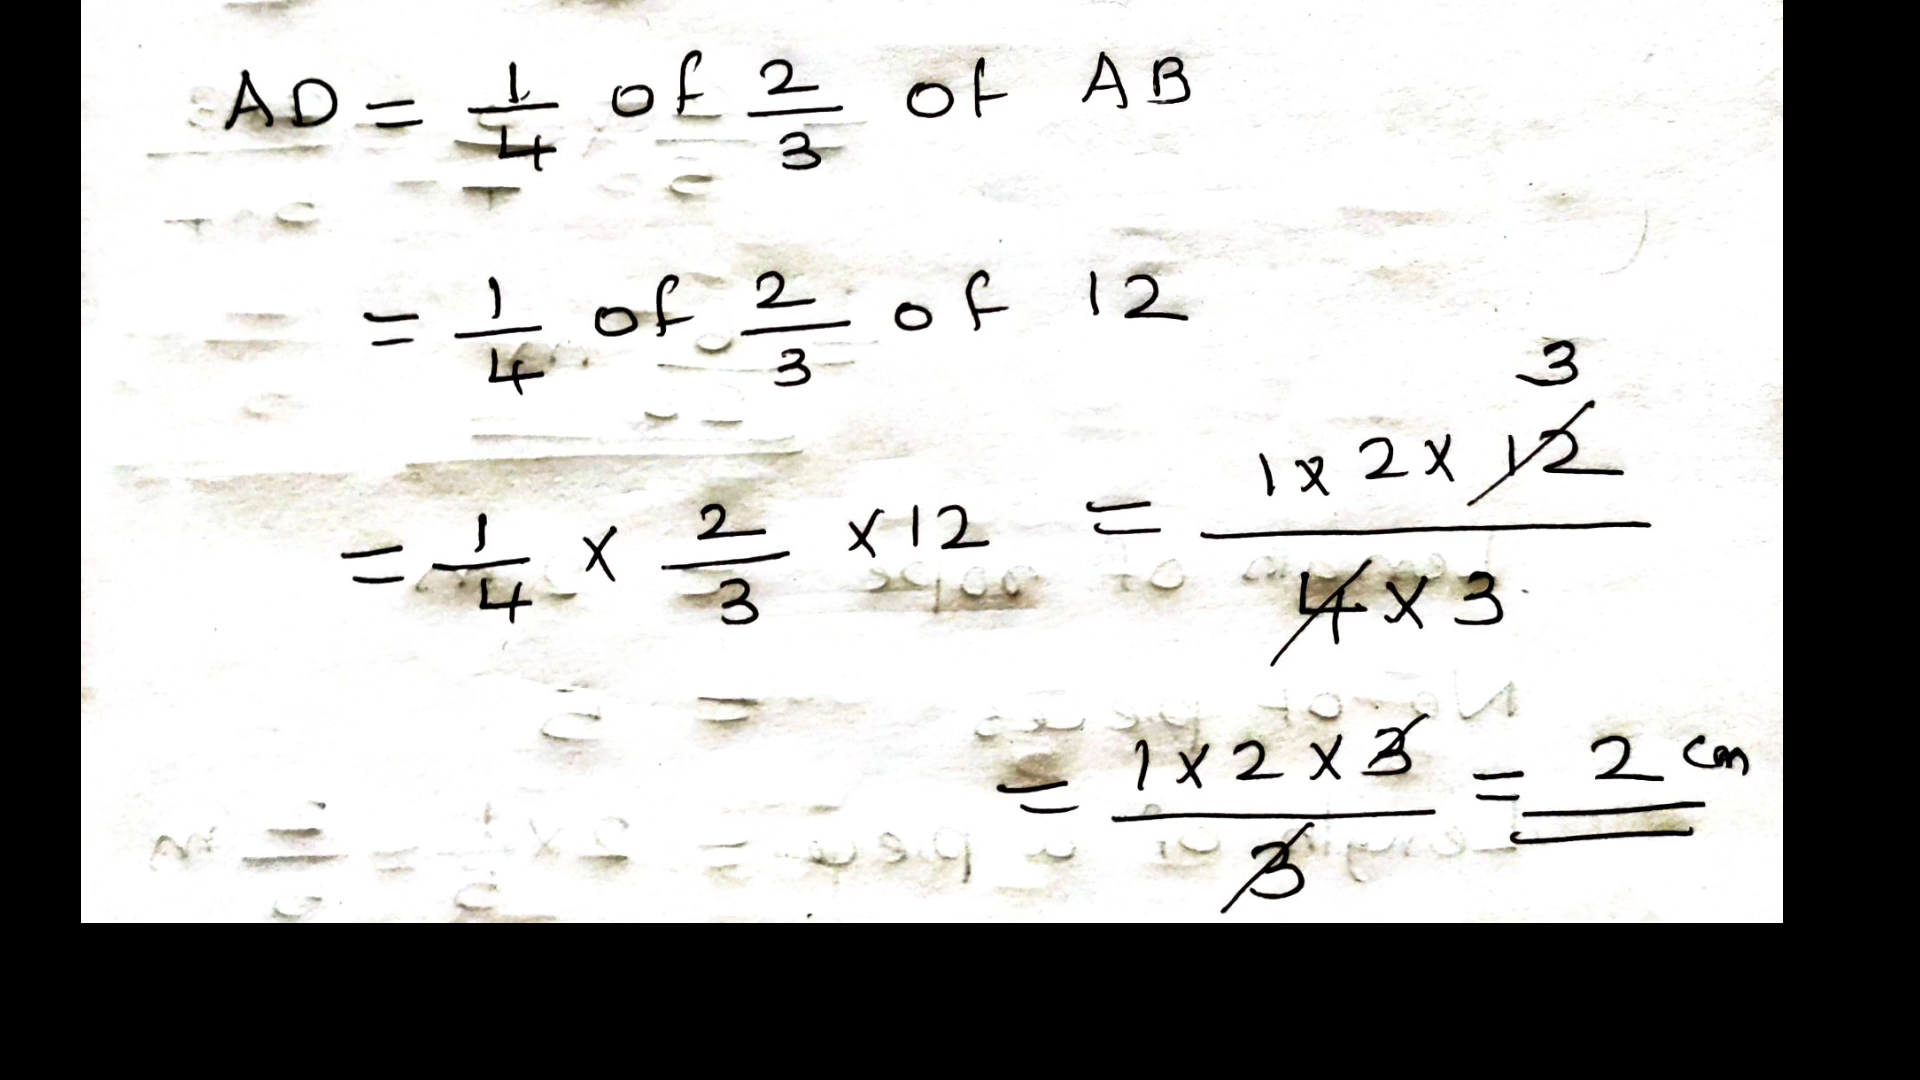 AD = 1/4 of 2/3 of AB
= 1/4 of 2/3 of 12
= 1/4 × 2/3 × 12 = 1 × 2 × 12 3 / 4 × 3
= 1 × 2 × 3 / 3 = 2 cm